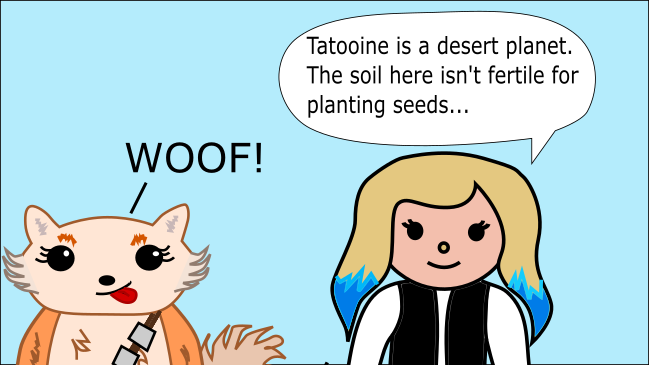 Tatooine is a desert planet.
The soil here isn't fertile for
planting seeds...
WOOF!